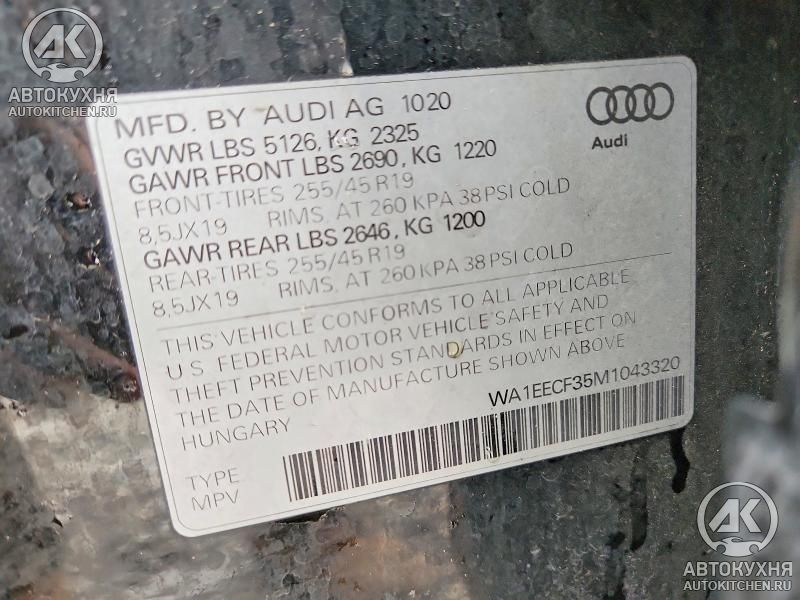 AK
АВТОКУХНЯ
AUTOKITCHEN.RU
MFD. BY AUDI AG 1020
GVWR LBS 5126, KG 2325
GAWR FRONT LBS 2690, KG 1220
FRONT-TIRES 255/45 R19
8,5JX19 RIMS. AT 260 KPA 38 PSI COLD
GAWR REAR LBS 2646, KG 1200
REAR-TIRES 255/45 R19
8,5JX19 RIMS. AT 260 KPA 38 PSI COLD
Audi
THIS VEHICLE CONFORMS TO ALL APPLICABLE
U.S. FEDERAL MOTOR VEHICLE SAFETY AND
THEFT PREVENTION STANDARDS IN EFFECT ON
THE DATE OF MANUFACTURE SHOWN ABOVE
HUNGARY
WA1EECF35M1043320
TYPE
MPV
AK
АВТОКУХНЯ
AUTOKITCHEN.RU